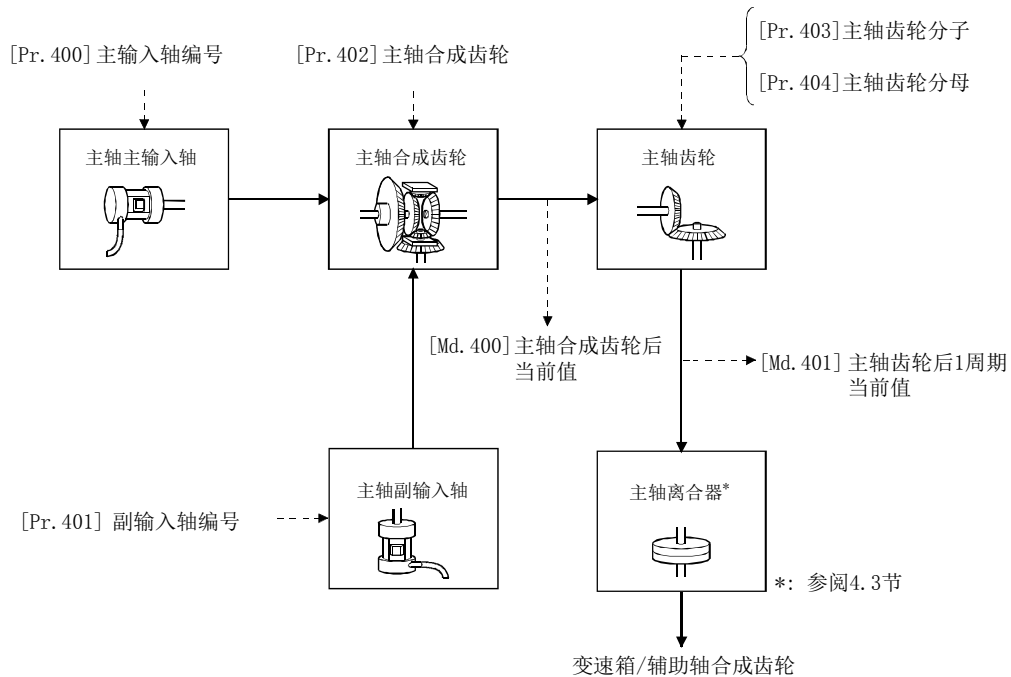 [Pr.400]主输入轴编号
[Pr.402]主轴合成齿轮
[Pr.403]主轴齿轮分子
[Pr.404]主轴齿轮分母
主轴主输入轴
主轴合成齿轮
主轴齿轮
[Md.400]主轴合成齿轮后
当前值
[Md.401]主轴齿轮后1周期
当前值
主轴副输入轴
主轴离合器*
[Pr.401] 副输入轴编号
*: 参阅4.3节
变速箱/辅助轴合成齿轮